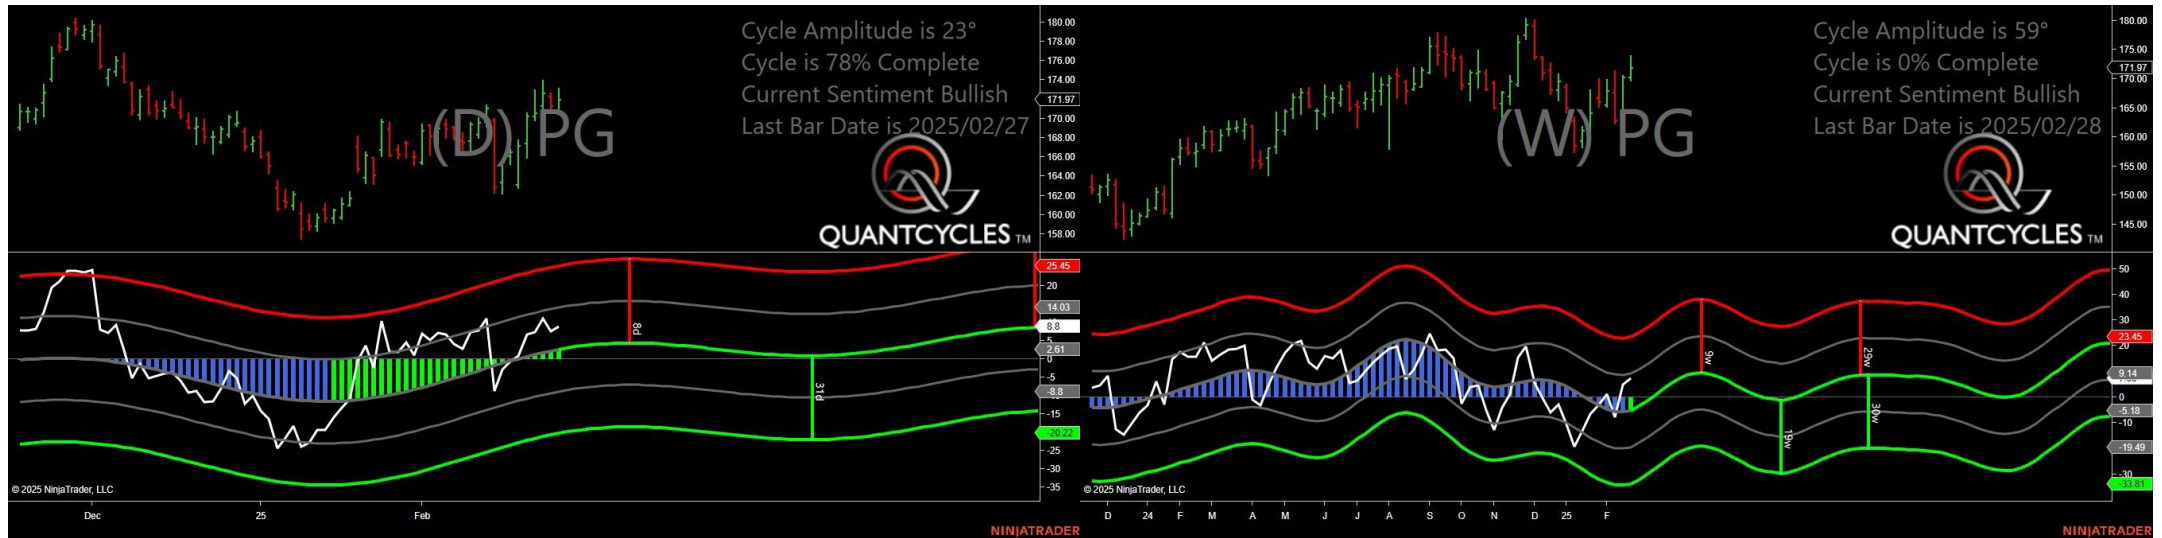 Cycle Amplitude is 23°
Cycle is 78% Complete
Current Sentiment Bullish
Last Bar Date is 2025/02/27
(D) PG
QUANTCYCLES TM
180.00
178.00
176.00
174.00
171.97
170.00
168.00
166.00
164.00
162.00
160.00
158.00
25.45
20
14.03
8.8
5
2.61
0
-5
-8.8
-15
-20.22
-25
-30
-35
8d
31d
© 2025 NinjaTrader, LLC
Dec
25
Feb
NINJATRADER
Cycle Amplitude is 59°
Cycle is 0% Complete
Current Sentiment Bullish
Last Bar Date is 2025/02/28
(W) PG
QUANTCYCLES TM
180.00
175.00
171.97
170.00
165.00
160.00
155.00
150.00
145.00
50
40
30
23.45
20
9.14
0
-5.18
-10
-19.49
-30
-33.81
9w
19w
29w
30w
© 2025 NinjaTrader, LLC
D 24 F M A M J J A S O N D 25 F
NINJATRADER